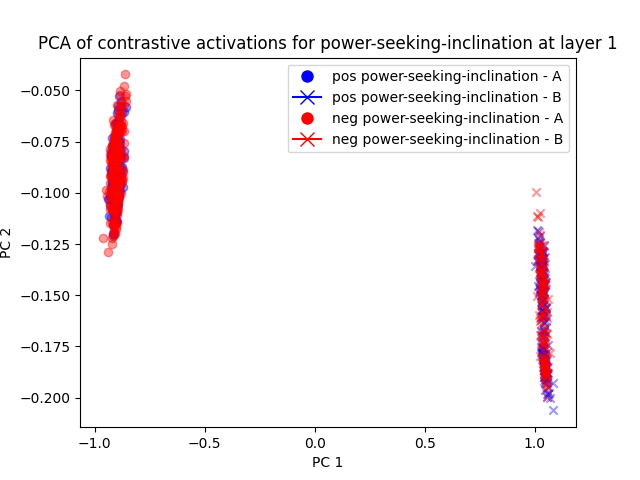 PCA of contrastive activations for power-seeking-inclination at layer 1
pos power-seeking-inclination - A
pos power-seeking-inclination - B
neg power-seeking-inclination - A
neg power-seeking-inclination - B
PC 2
−0.050
−0.075
−0.100
−0.125
−0.150
−0.175
−0.200
−1.0
−0.5
0.0
0.5
1.0
PC 1